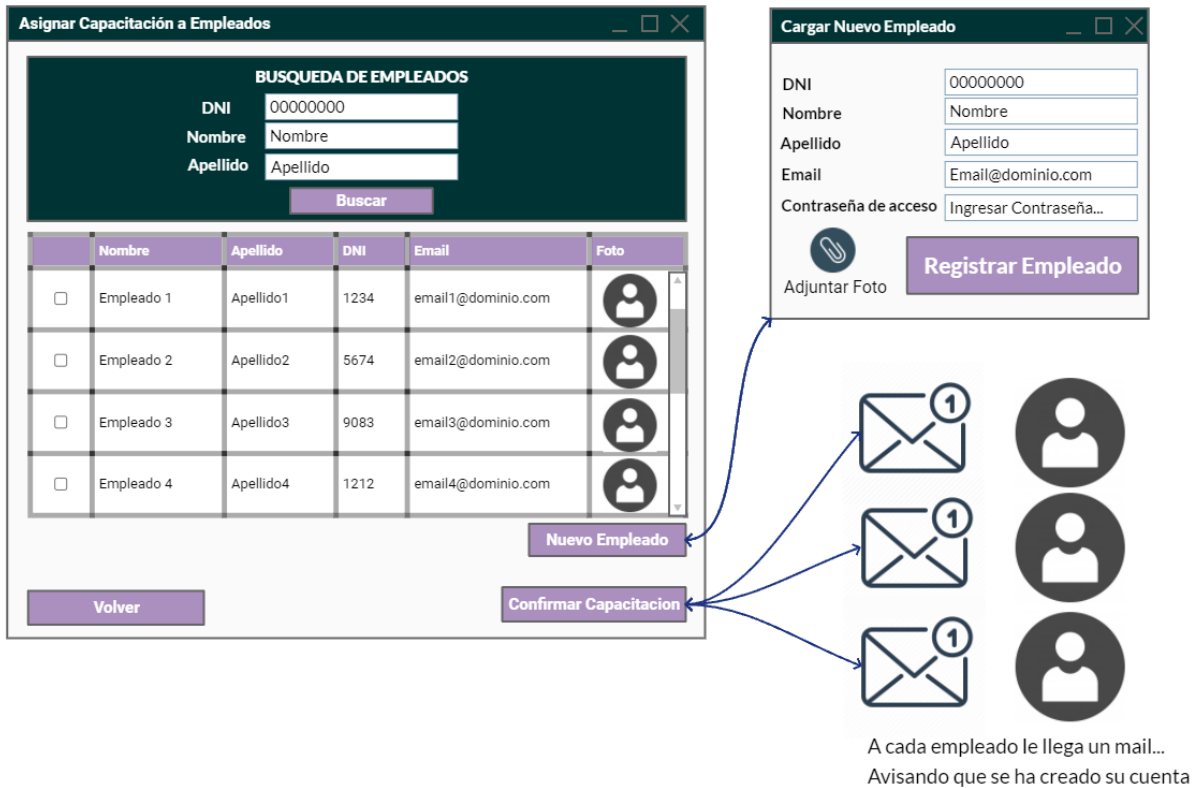 Asignar Capacitación a Empleados
BUSQUEDA DE EMPLEADOS
DNI 00000000
Nombre Nombre
Apellido Apellido
Buscar
Nombre Apellido DNI Email Foto
Empleado 1 Apellido1 1234 email1@dominio.com
Empleado 2 Apellido2 5674 email2@dominio.com
Empleado 3 Apellido3 9083 email3@dominio.com
Empleado 4 Apellido4 1212 email4@dominio.com
Nuevo Empleado
Volver
Confirmar Capacitacion
Cargar Nuevo Empleado
DNI 00000000
Nombre Nombre
Apellido Apellido
Email Email@dominio.com
Contraseña de acceso Ingresar Contraseña...
Adjuntar Foto
Registrar Empleado
1
1
1
A cada empleado le llega un mail...
Avisando que se ha creado su cuenta